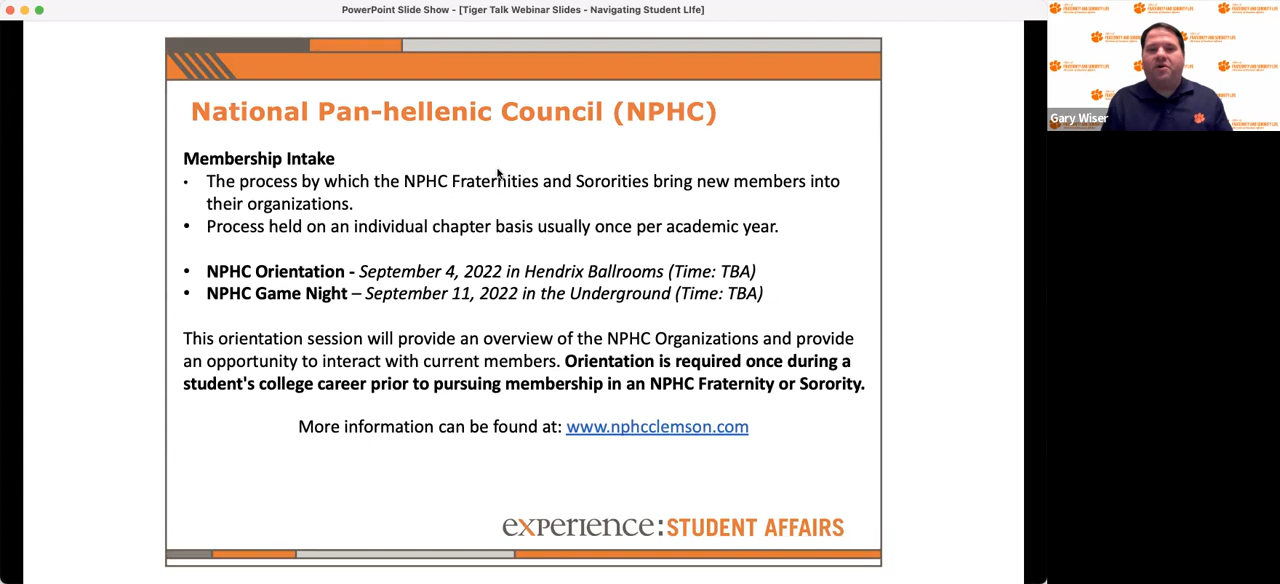 PowerPoint Slide Show - [Tiger Talk Webinar Slides - Navigating Student LIfe]
National Pan-hellenic Council (NPHC)
Membership Intake
• The process by which the NPHC Fraternities and Sororities bring new members into
their organizations.
• Process held on an individual chapter basis usually once per academic year.
• NPHC Orientation - September 4, 2022 in Hendrix Ballrooms (Time: TBA)
• NPHC Game Night – September 11, 2022 in the Underground (Time: TBA)
This orientation session will provide an overview of the NPHC Organizations and provide
an opportunity to interact with current members. Orientation is required once during a
student's college career prior to pursuing membership in an NPHC Fraternity or Sorority.
More information can be found at: www.nphcclemson.com
experience:STUDENT AFFAIRS
FRATERNITY AND SORORITY LIFE
Gary Wiser